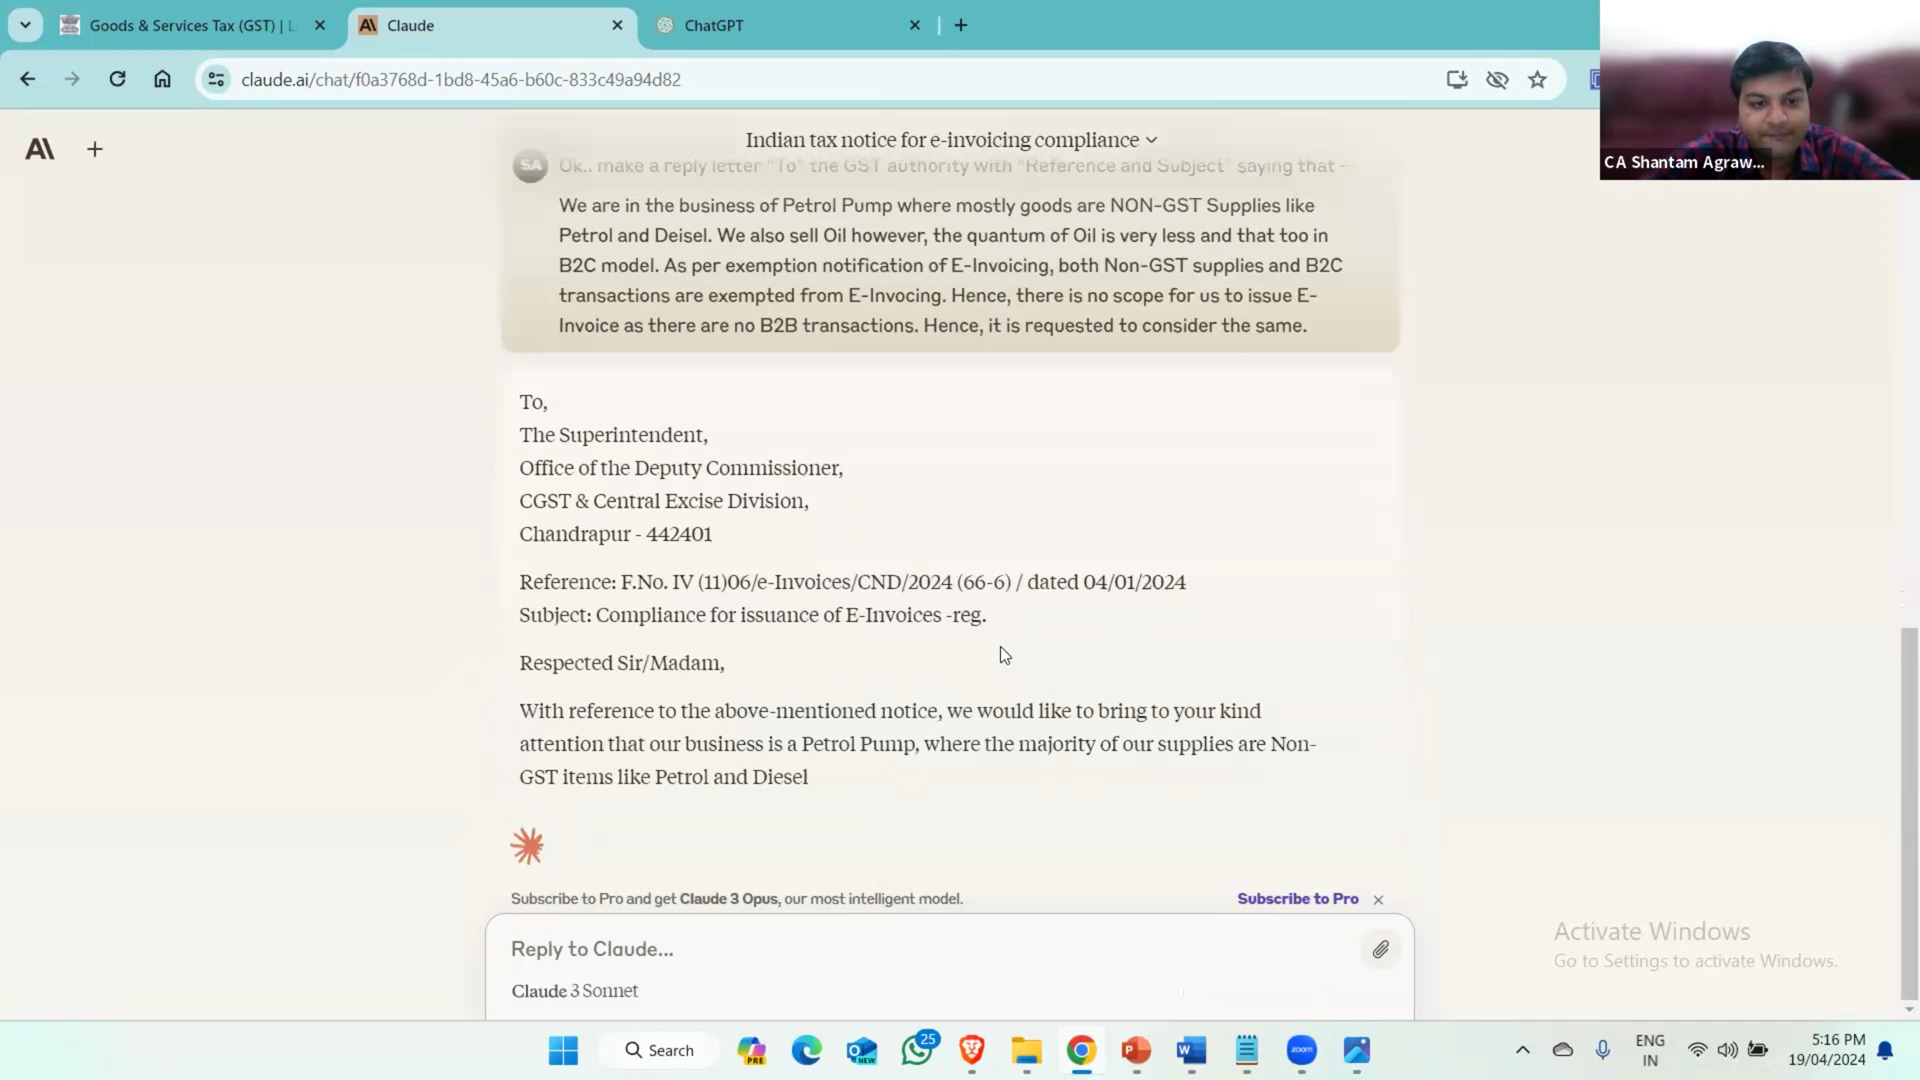 Goods & Services Tax (GST) | L
Claude
ChatGPT
claude.ai/chat/f0a3768d-1bd8-45a6-b60c-833c49a94d82
CA Shantam Agraw...
Indian tax notice for e-invoicing compliance
SA
Ok.. make a reply letter "To" the GST authority with "Reference and Subject" saying that -
We are in the business of Petrol Pump where mostly goods are NON-GST Supplies like
Petrol and Deisel. We also sell Oil however, the quantum of Oil is very less and that too in
B2C model. As per exemption notification of E-Invoicing, both Non-GST supplies and B2C
transactions are exempted from E-Invocing. Hence, there is no scope for us to issue E-
Invoice as there are no B2B transactions. Hence, it is requested to consider the same.
To,
The Superintendent,
Office of the Deputy Commissioner,
CGST & Central Excise Division,
Chandrapur - 442401
Reference: F.No. IV (11)06/e-Invoices/CND/2024 (66-6) / dated 04/01/2024
Subject: Compliance for issuance of E-Invoices -reg.
Respected Sir/Madam,
With reference to the above-mentioned notice, we would like to bring to your kind
attention that our business is a Petrol Pump, where the majority of our supplies are Non-
GST items like Petrol and Diesel
Subscribe to Pro and get Claude 3 Opus, our most intelligent model.
Subscribe to Pro
Reply to Claude...
Claude 3 Sonnet
Activate Windows
Go to Settings to activate Windows.
Search
PRE
NEW
25
zoom
ENG
IN
5:16 PM
19/04/2024